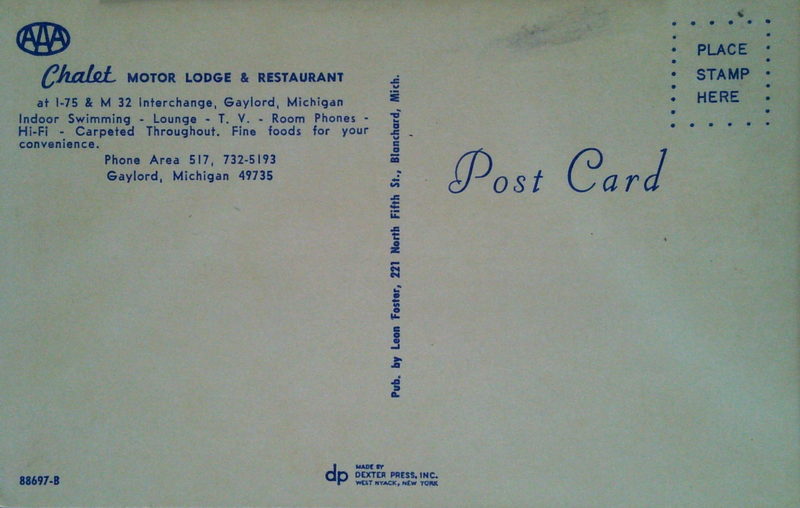 AAA
Chalet MOTOR LODGE & RESTAURANT
at I-75 & M 32 Interchange, Gaylord, Michigan
Indoor Swimming - Lounge - T. V. - Room Phones -
Hi-Fi - Carpeted Throughout. Fine foods for your
convenience.
Phone Area 517, 732-5193
Gaylord, Michigan 49735
Pub. by Leon Foster, 221 North Fifth St., Blanchard, Mich.
PLACE
STAMP
HERE
Post Card
88697-B
dp
MADE BY
DEXTER PRESS, INC.
WEST NYACK, NEW YORK